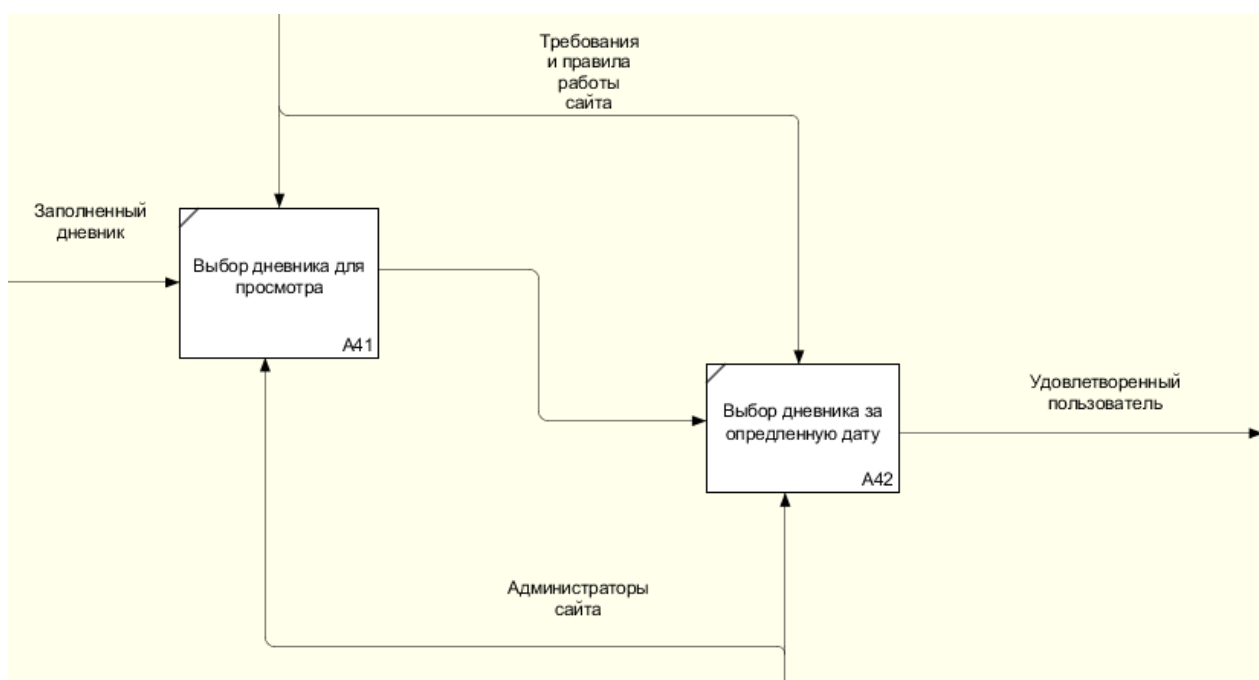 Требования
и правила
работы
сайта
Заполненный
дневник
Выбор дневника для
просмотра
A41
Выбор дневника за
опредленную дату
A42
Удовлетворенный
пользователь
Администраторы
сайта